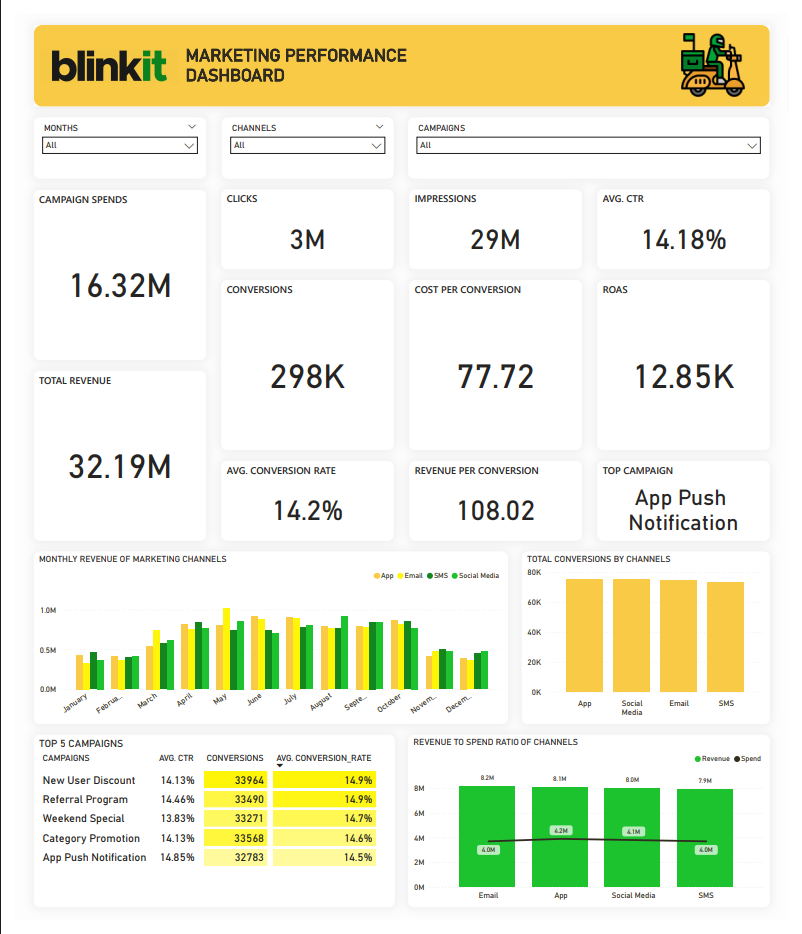 blinkit
MARKETING PERFORMANCE
DASHBOARD
MONTHS
All
CHANNELS
All
CAMPAIGNS
All
CAMPAIGN SPENDS
16.32M
CLICKS
3M
IMPRESSIONS
29M
AVG. CTR
14.18%
CONVERSIONS
298K
COST PER CONVERSION
77.72
ROAS
12.85K
TOTAL REVENUE
32.19M
AVG. CONVERSION RATE
14.2%
REVENUE PER CONVERSION
108.02
TOP CAMPAIGN
App Push
Notification
MONTHLY REVENUE OF MARKETING CHANNELS
App Email SMS Social Media
1.0M
0.5M
0.0M
January Februa... March April May June July August Septe... October Novem... Decem...
TOTAL CONVERSIONS BY CHANNELS
80K
60K
40K
20K
0K
App Social Email SMS
Media
TOP 5 CAMPAIGNS
CAMPAIGNS AVG. CTR CONVERSIONS AVG. CONVERSION_RATE
New User Discount 14.13% 33964 14.9%
Referral Program 14.46% 33490 14.9%
Weekend Special 13.83% 33271 14.7%
Category Promotion 14.13% 33568 14.6%
App Push Notification 14.85% 32783 14.5%
REVENUE TO SPEND RATIO OF CHANNELS
Revenue Spend
8.2M 8.1M 8.0M 7.9M
8M
6M
4M
2M
0M
4.0M 4.2M 4.1M 4.0M
Email App Social Media SMS